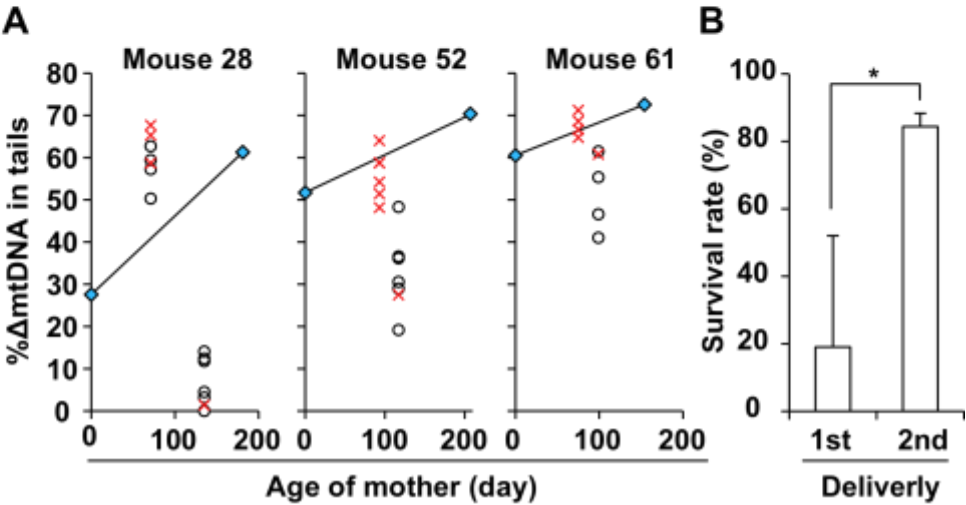 A
B
Mouse 28
Mouse 52
Mouse 61
%ΔmtDNA in tails
80
70
60
50
40
30
20
10
0
0 100 200
0 100 200
0 100 200
Age of mother (day)
Survival rate (%)
100
80
60
40
20
0
*
1st 2nd
Deliverly